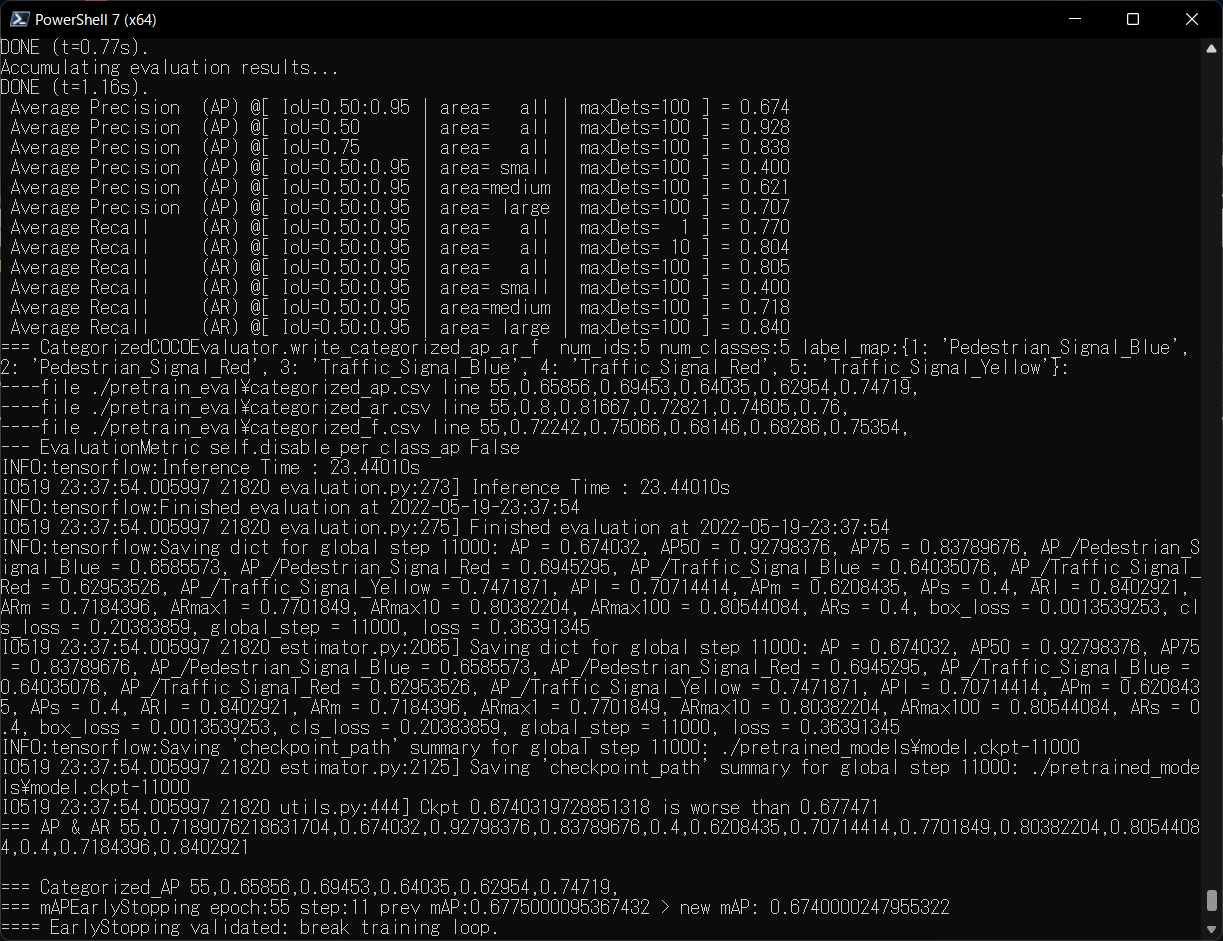 PowerShell 7 (x64)
DONE (t=0.77s).
Accumulating evaluation results...
DONE (t=1.16s).
Average Precision  (AP) @[ IoU=0.50:0.95 | area=   all | maxDets=100 ] = 0.674
Average Precision  (AP) @[ IoU=0.50      | area=   all | maxDets=100 ] = 0.928
Average Precision  (AP) @[ IoU=0.75      | area=   all | maxDets=100 ] = 0.838
Average Precision  (AP) @[ IoU=0.50:0.95 | area= small | maxDets=100 ] = 0.400
Average Precision  (AP) @[ IoU=0.50:0.95 | area=medium | maxDets=100 ] = 0.621
Average Precision  (AP) @[ IoU=0.50:0.95 | area= large | maxDets=100 ] = 0.707
Average Recall     (AR) @[ IoU=0.50:0.95 | area=   all | maxDets=  1 ] = 0.770
Average Recall     (AR) @[ IoU=0.50:0.95 | area=   all | maxDets= 10 ] = 0.804
Average Recall     (AR) @[ IoU=0.50:0.95 | area=   all | maxDets=100 ] = 0.805
Average Recall     (AR) @[ IoU=0.50:0.95 | area= small | maxDets=100 ] = 0.400
Average Recall     (AR) @[ IoU=0.50:0.95 | area=medium | maxDets=100 ] = 0.718
Average Recall     (AR) @[ IoU=0.50:0.95 | area= large | maxDets=100 ] = 0.840
=== CategorizedCOCOEvaluator.write_categorized_ap_ar_f  num_ids:5 num_classes:5 label_map:{1: 'Pedestrian_Signal_Blue',
2: 'Pedestrian_Signal_Red', 3: 'Traffic_Signal_Blue', 4: 'Traffic_Signal_Red', 5: 'Traffic_Signal_Yellow'}:
----file ./pretrain_eval¥categorized_ap.csv line 55,0.65856,0.69453,0.64035,0.62954,0.74719,
----file ./pretrain_eval¥categorized_ar.csv line 55,0.8,0.81667,0.72821,0.74605,0.76,
----file ./pretrain_eval¥categorized_f.csv line 55,0.72242,0.75066,0.68146,0.68286,0.75354,
--- EvaluationMetric self.disable_per_class_ap False
INFO:tensorflow:Inference Time : 23.44010s
I0519 23:37:54.005997 21820 evaluation.py:273] Inference Time : 23.44010s
INFO:tensorflow:Finished evaluation at 2022-05-19-23:37:54
I0519 23:37:54.005997 21820 evaluation.py:275] Finished evaluation at 2022-05-19-23:37:54
INFO:tensorflow:Saving dict for global step 11000: AP = 0.674032, AP50 = 0.92798376, AP75 = 0.83789676, AP_/Pedestrian_S
ignal_Blue = 0.6585573, AP_/Pedestrian_Signal_Red = 0.6945295, AP_/Traffic_Signal_Blue = 0.64035076, AP_/Traffic_Signal_
Red = 0.62953526, AP_/Traffic_Signal_Yellow = 0.7471871, APl = 0.70714414, APm = 0.6208435, APs = 0.4, ARl = 0.8402921,
ARm = 0.7184396, ARmax1 = 0.7701849, ARmax10 = 0.80382204, ARmax100 = 0.80544084, ARs = 0.4, box_loss = 0.0013539253, cl
s_loss = 0.20383859, global_step = 11000, loss = 0.36391345
I0519 23:37:54.005997 21820 estimator.py:2065] Saving dict for global step 11000: AP = 0.674032, AP50 = 0.92798376, AP75
= 0.83789676, AP_/Pedestrian_Signal_Blue = 0.6585573, AP_/Pedestrian_Signal_Red = 0.6945295, AP_/Traffic_Signal_Blue =
0.64035076, AP_/Traffic_Signal_Red = 0.62953526, AP_/Traffic_Signal_Yellow = 0.7471871, APl = 0.70714414, APm = 0.620843
5, APs = 0.4, ARl = 0.8402921, ARm = 0.7184396, ARmax1 = 0.7701849, ARmax10 = 0.80382204, ARmax100 = 0.80544084, ARs = 0
.4, box_loss = 0.0013539253, cls_loss = 0.20383859, global_step = 11000, loss = 0.36391345
INFO:tensorflow:Saving 'checkpoint_path' summary for global step 11000: ./pretrained_models¥model.ckpt-11000
I0519 23:37:54.005997 21820 estimator.py:2125] Saving 'checkpoint_path' summary for global step 11000: ./pretrained_mode
ls¥model.ckpt-11000
I0519 23:37:54.005997 21820 utils.py:444] Ckpt 0.6740319728851318 is worse than 0.677471
=== AP & AR 55,0.7189076218631704,0.674032,0.92798376,0.83789676,0.4,0.6208435,0.70714414,0.7701849,0.80382204,0.8054408
4,0.4,0.7184396,0.8402921
=== Categorized_AP 55,0.65856,0.69453,0.64035,0.62954,0.74719,
=== mAPEarlyStopping epoch:55 step:11 prev mAP:0.6775000095367432 > new mAP: 0.6740000247955322
==== EarlyStopping validated: break training loop.